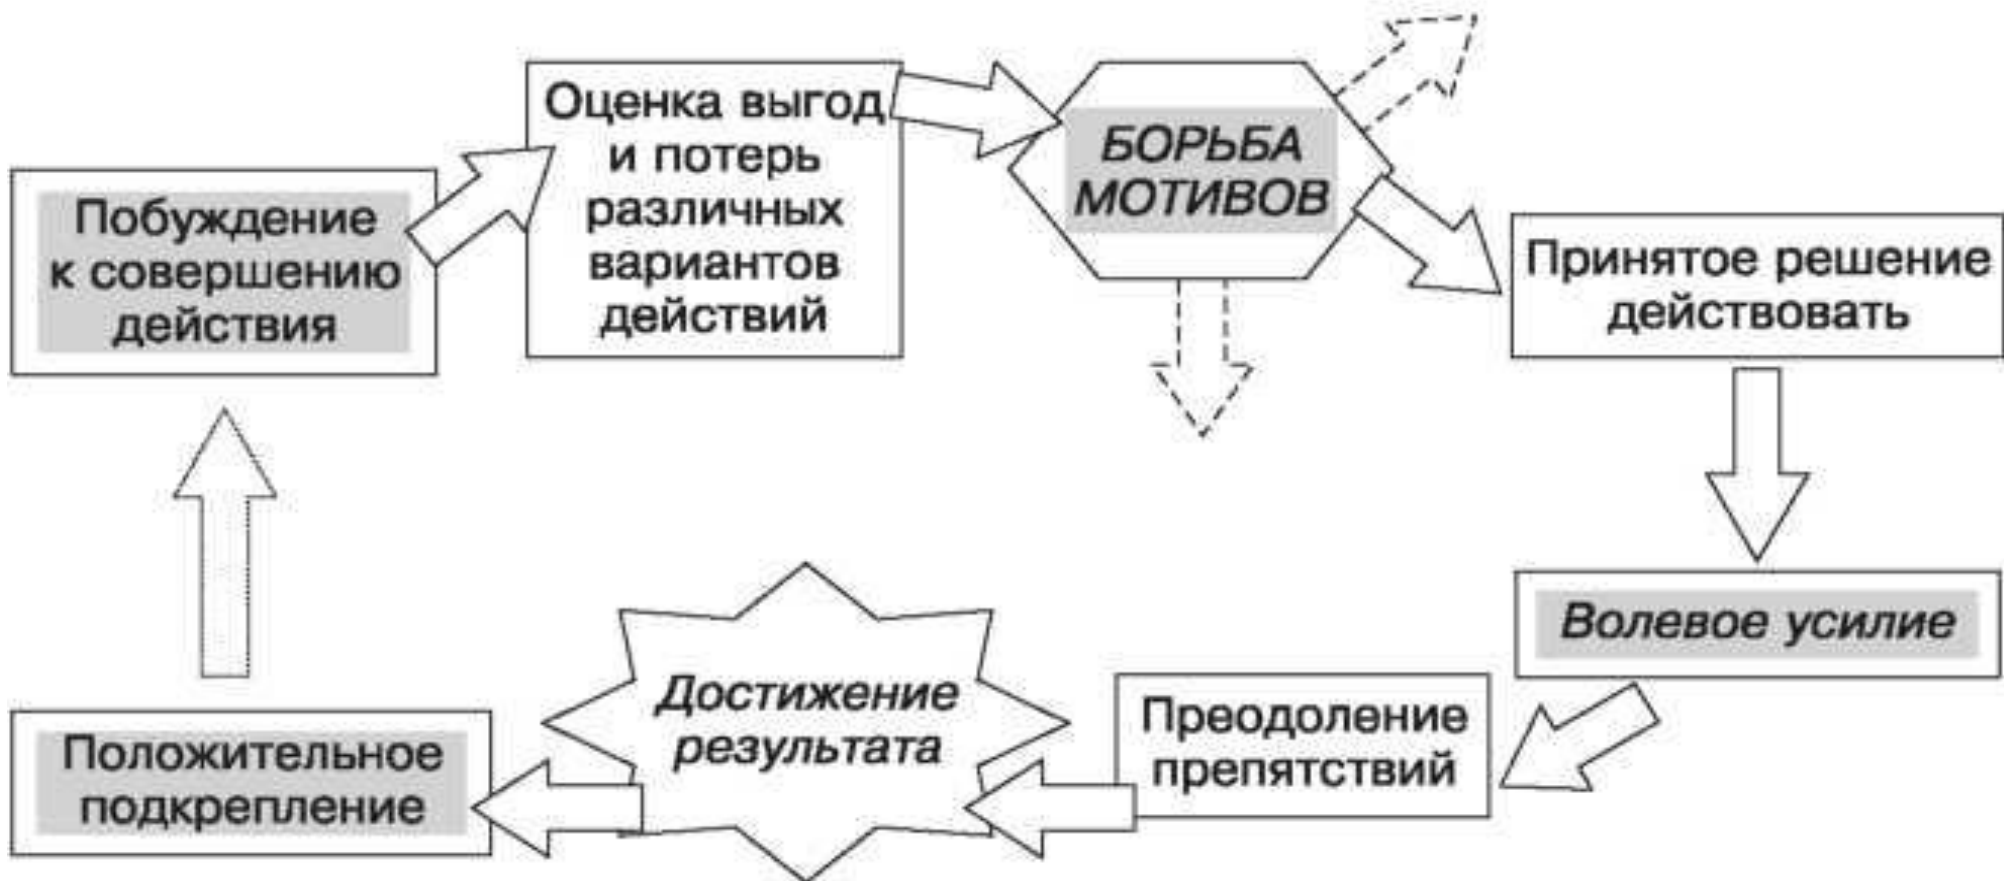 Побуждение
к совершению
действия
Оценка выгод
и потерь
различных
вариантов
действий
БОРЬБА
МОТИВОВ
Принятое решение
действовать
Волевое усилие
Преодоление
препятствий
Достижение
результата
Положительное
подкрепление